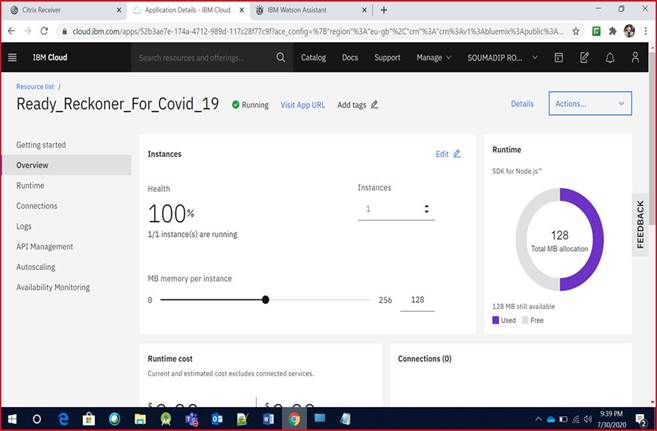 Citrix Receiver
Application Details - IBM Cloud
IBM Watson Assistant
cloud.ibm.com/apps/52b3ae7e-174a-4712-989d-117c28f77c9f?ace_config=%7B"region"%3A"eu-gb"%2C"crn"%3A"crn%3Av1%3Abluemix%3Apublic%3A...
IBM Cloud
Search resources and offerings...
Catalog
Docs
Support
Manage
SOUMADIP RO...
Resource list /
Ready_Reckoner_For_Covid_19
Running
Visit App URL
Add tags
Details
Actions...
Getting started
Overview
Runtime
Connections
Logs
API Management
Autoscaling
Availability Monitoring
Instances
Edit
Health
100%
1/1 instance(s) are running
Instances
1
MB memory per instance
0
256
128
Runtime
SDK for Node.js™
128
Total MB allocation
128 MB still available
Used
Free
FEEDBACK
Runtime cost
Current and estimated cost excludes connected services.
Connections (0)
9:39 PM
7/30/2020